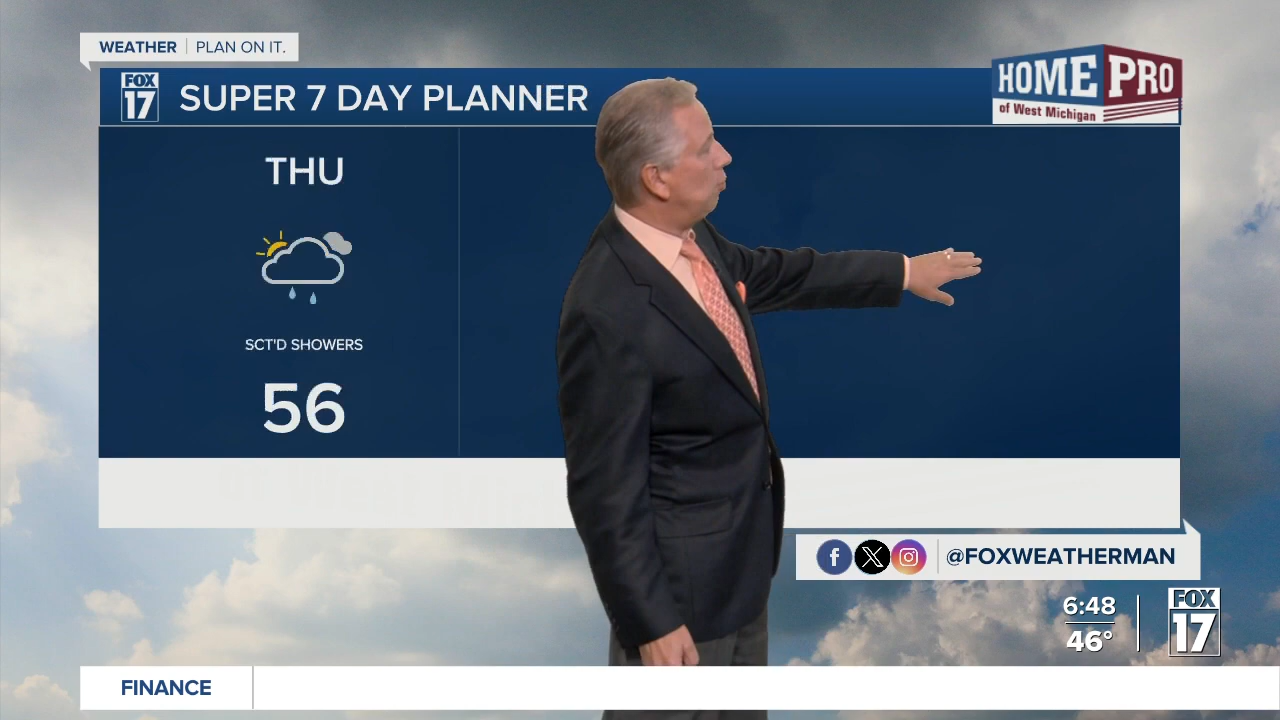 WEATHER | PLAN ON IT.
FOX 17
SUPER 7 DAY PLANNER
HOME PRO
of West Michigan
THU
SCT'D SHOWERS
56
@FOXWEATHERMAN
6:48
46°
FOX 17
FINANCE